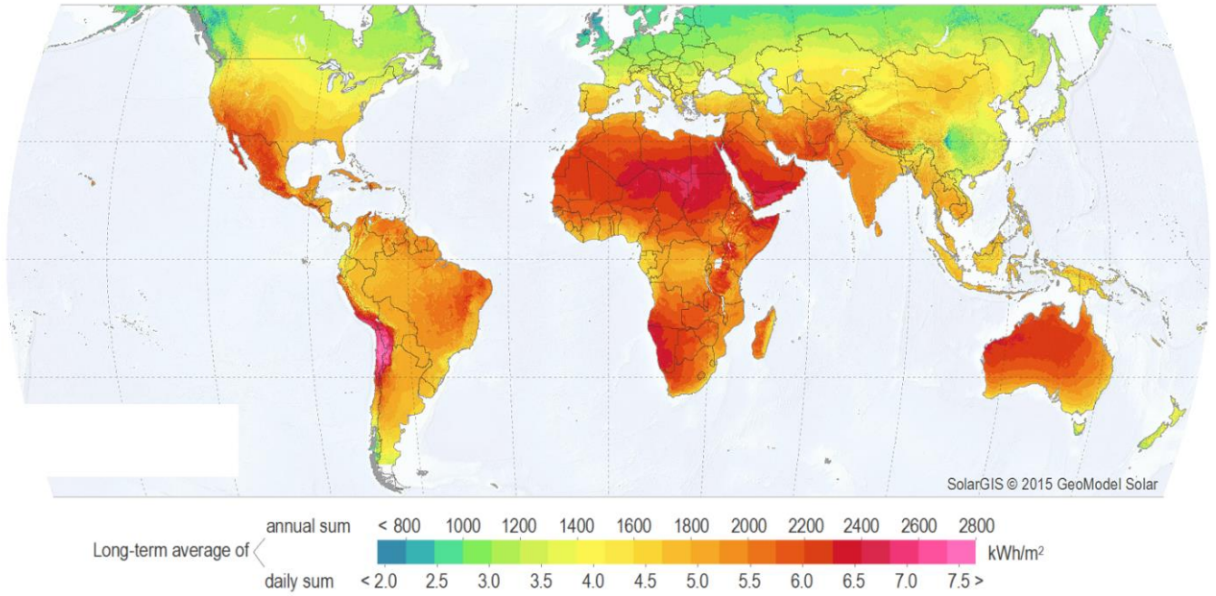 SolarGIS © 2015 GeoModel Solar
annual sum < 800 1000 1200 1400 1600 1800 2000 2200 2400 2600 2800
Long-term average of kWh/m²
daily sum < 2.0 2.5 3.0 3.5 4.0 4.5 5.0 5.5 6.0 6.5 7.0 7.5 >